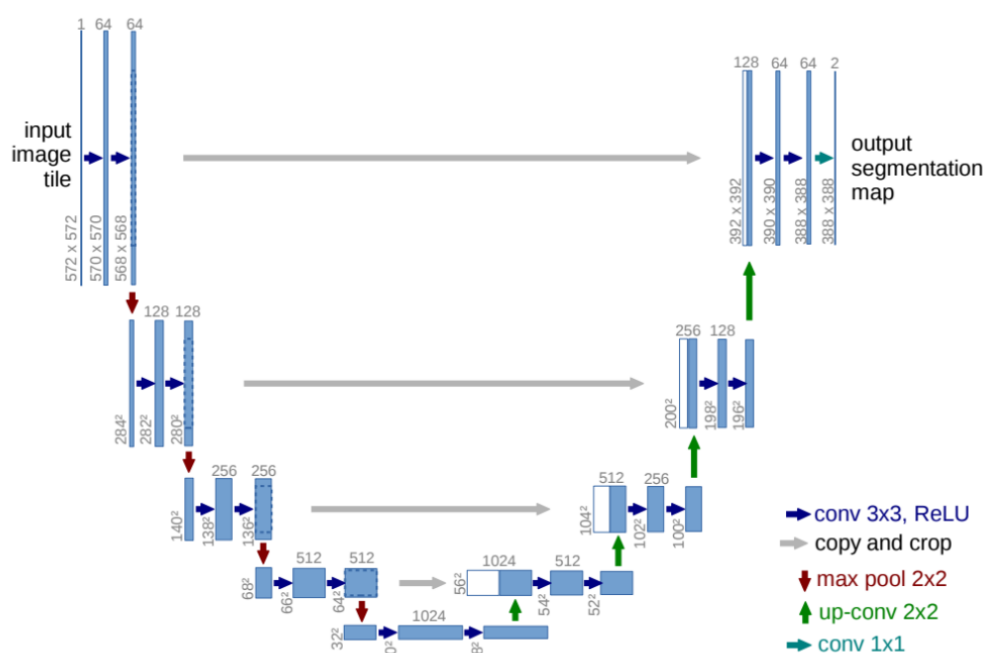 1 64 64
input
image
tile
572 x 572
570 x 570
568 x 568
128 64 64 2
output
segmentation
map
392 x 392
390 x 390
388 x 388
388 x 388
128 128
284²
282²
280²
256 128
200²
198²
196²
256 256
140²
138²
136²
512 256
104²
102²
100²
512 512
68²
66²
64²
1024 512
56²
54²
52²
1024
32²
conv 3x3, ReLU
copy and crop
max pool 2x2
up-conv 2x2
conv 1x1